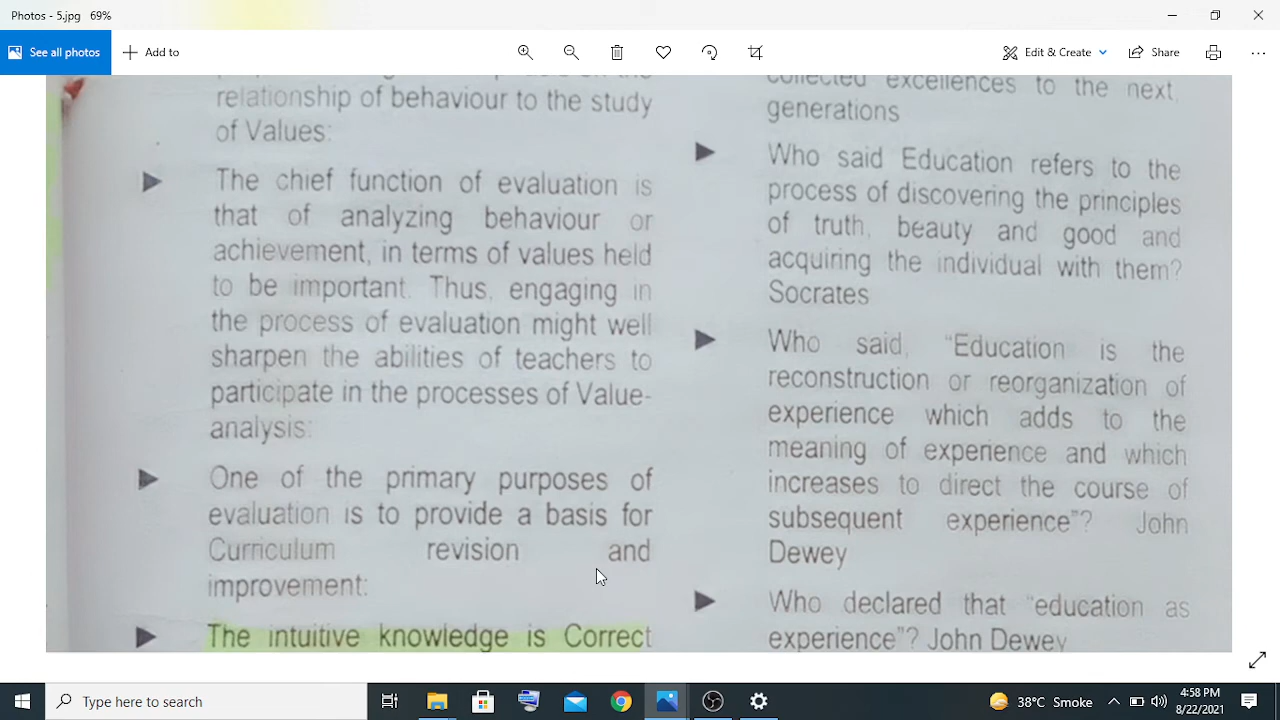 Photos - 5.jpg 69%
See all photos
Add to
Edit & Create
Share
relationship of behaviour to the study
of Values:
The chief function of evaluation is
that of analyzing behaviour or
achievement, in terms of values held
to be important. Thus, engaging in
the process of evaluation might well
sharpen the abilities of teachers to
participate in the processes of Value-
analysis:
One of the primary purposes of
evaluation is to provide a basis for
Curriculum revision and
improvement:
The intuitive knowledge is Correct
collected excellences to the next,
generations
Who said Education refers to the
process of discovering the principles
of truth, beauty and good and
acquiring the individual with them?
Socrates
Who said, "Education is the
reconstruction or reorganization of
experience which adds to the
meaning of experience and which
increases to direct the course of
subsequent experience"? John
Dewey
Who declared that "education as
experience"? John Dewey
Type here to search
38°C Smoke
4:58 PM
8/22/2021